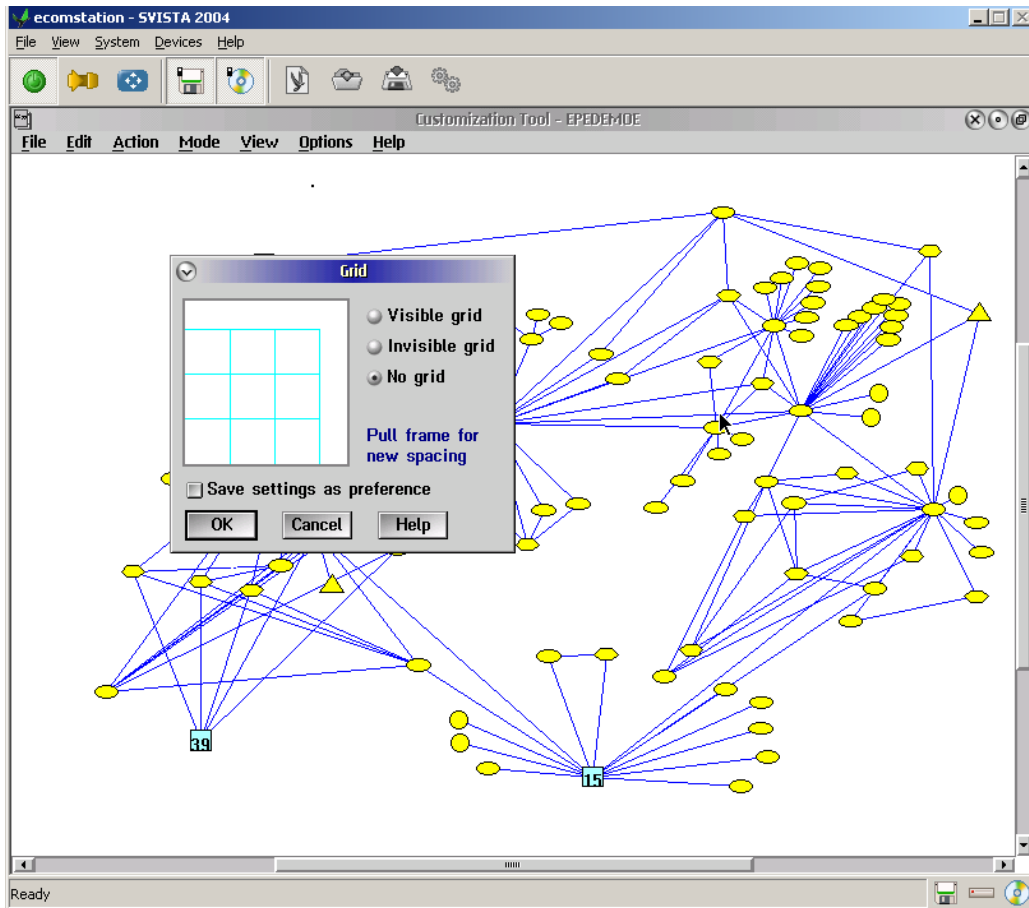 ecomstation - SVISTA 2004
File View System Devices Help
Customization Tool - EPEDEMOE
File Edit Action Mode View Options Help
Grid
Visible grid
Invisible grid
No grid
Pull frame for
new spacing
Save settings as preference
OK Cancel Help
39
15
Ready